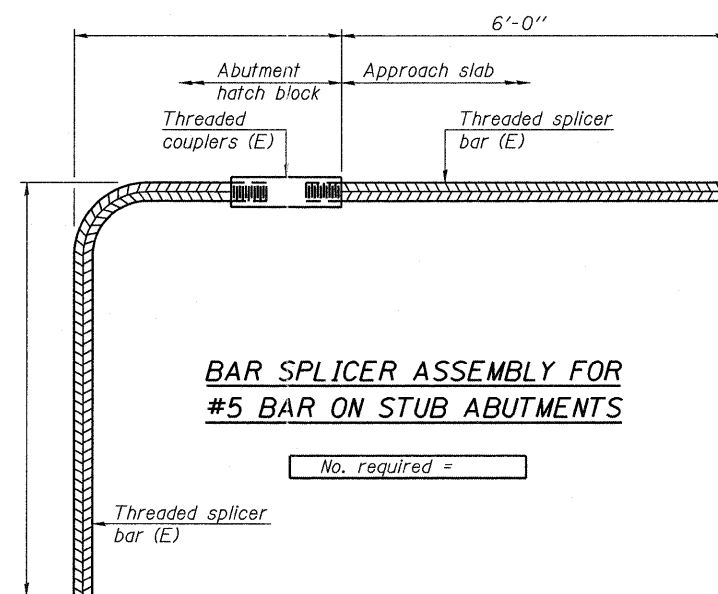 6'-0"
Abutment
hatch block
Approach slab
Threaded
couplers (E)
Threaded splicer
bar (E)
BAR SPLICER ASSEMBLY FOR
#5 BAR ON STUB ABUTMENTS
No. required =
Threaded splicer
bar (E)